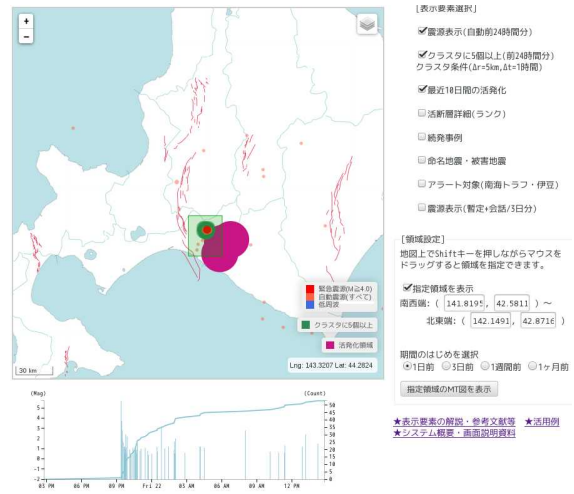 +
−
緊急震源(M≧4.0)
自動震源(すべて)
低周波
クラスタに5個以上
活発化領域
30 km
Lng: 143.3207 Lat: 44.2824
[表示要素選択]
震源表示(自動前24時間分)
クラスタに5個以上(前24時間分)
クラスタ条件(Δr=5km,Δt=1時間)
最近10日間の活発化
活断層詳細(ランク)
続発事例
命名地震・被害地震
アラート対象(南海トラフ・伊豆)
震源表示(暫定+会話/3日分)
[領域設定]
地図上でShiftキーを押しながらマウスを
ドラッグすると領域を指定できます。
指定領域を表示
南西端: ( 141.8195, 42.5811 ) ～
北東端: ( 142.1491, 42.8716 )
期間のはじめを選択
1日前 3日前 1週間前 1ヶ月前
指定領域のMT図を表示
★表示要素の解説・参考文献等 ★活用例
★システム概要・画面説明資料
(Mag) (Count)
5
4
3
2
1
0
-1
-2
50
45
40
35
30
25
20
15
10
5
0
03 PM 06 PM 09 PM Fri 22 03 AM 06 AM 09 AM 12 PM